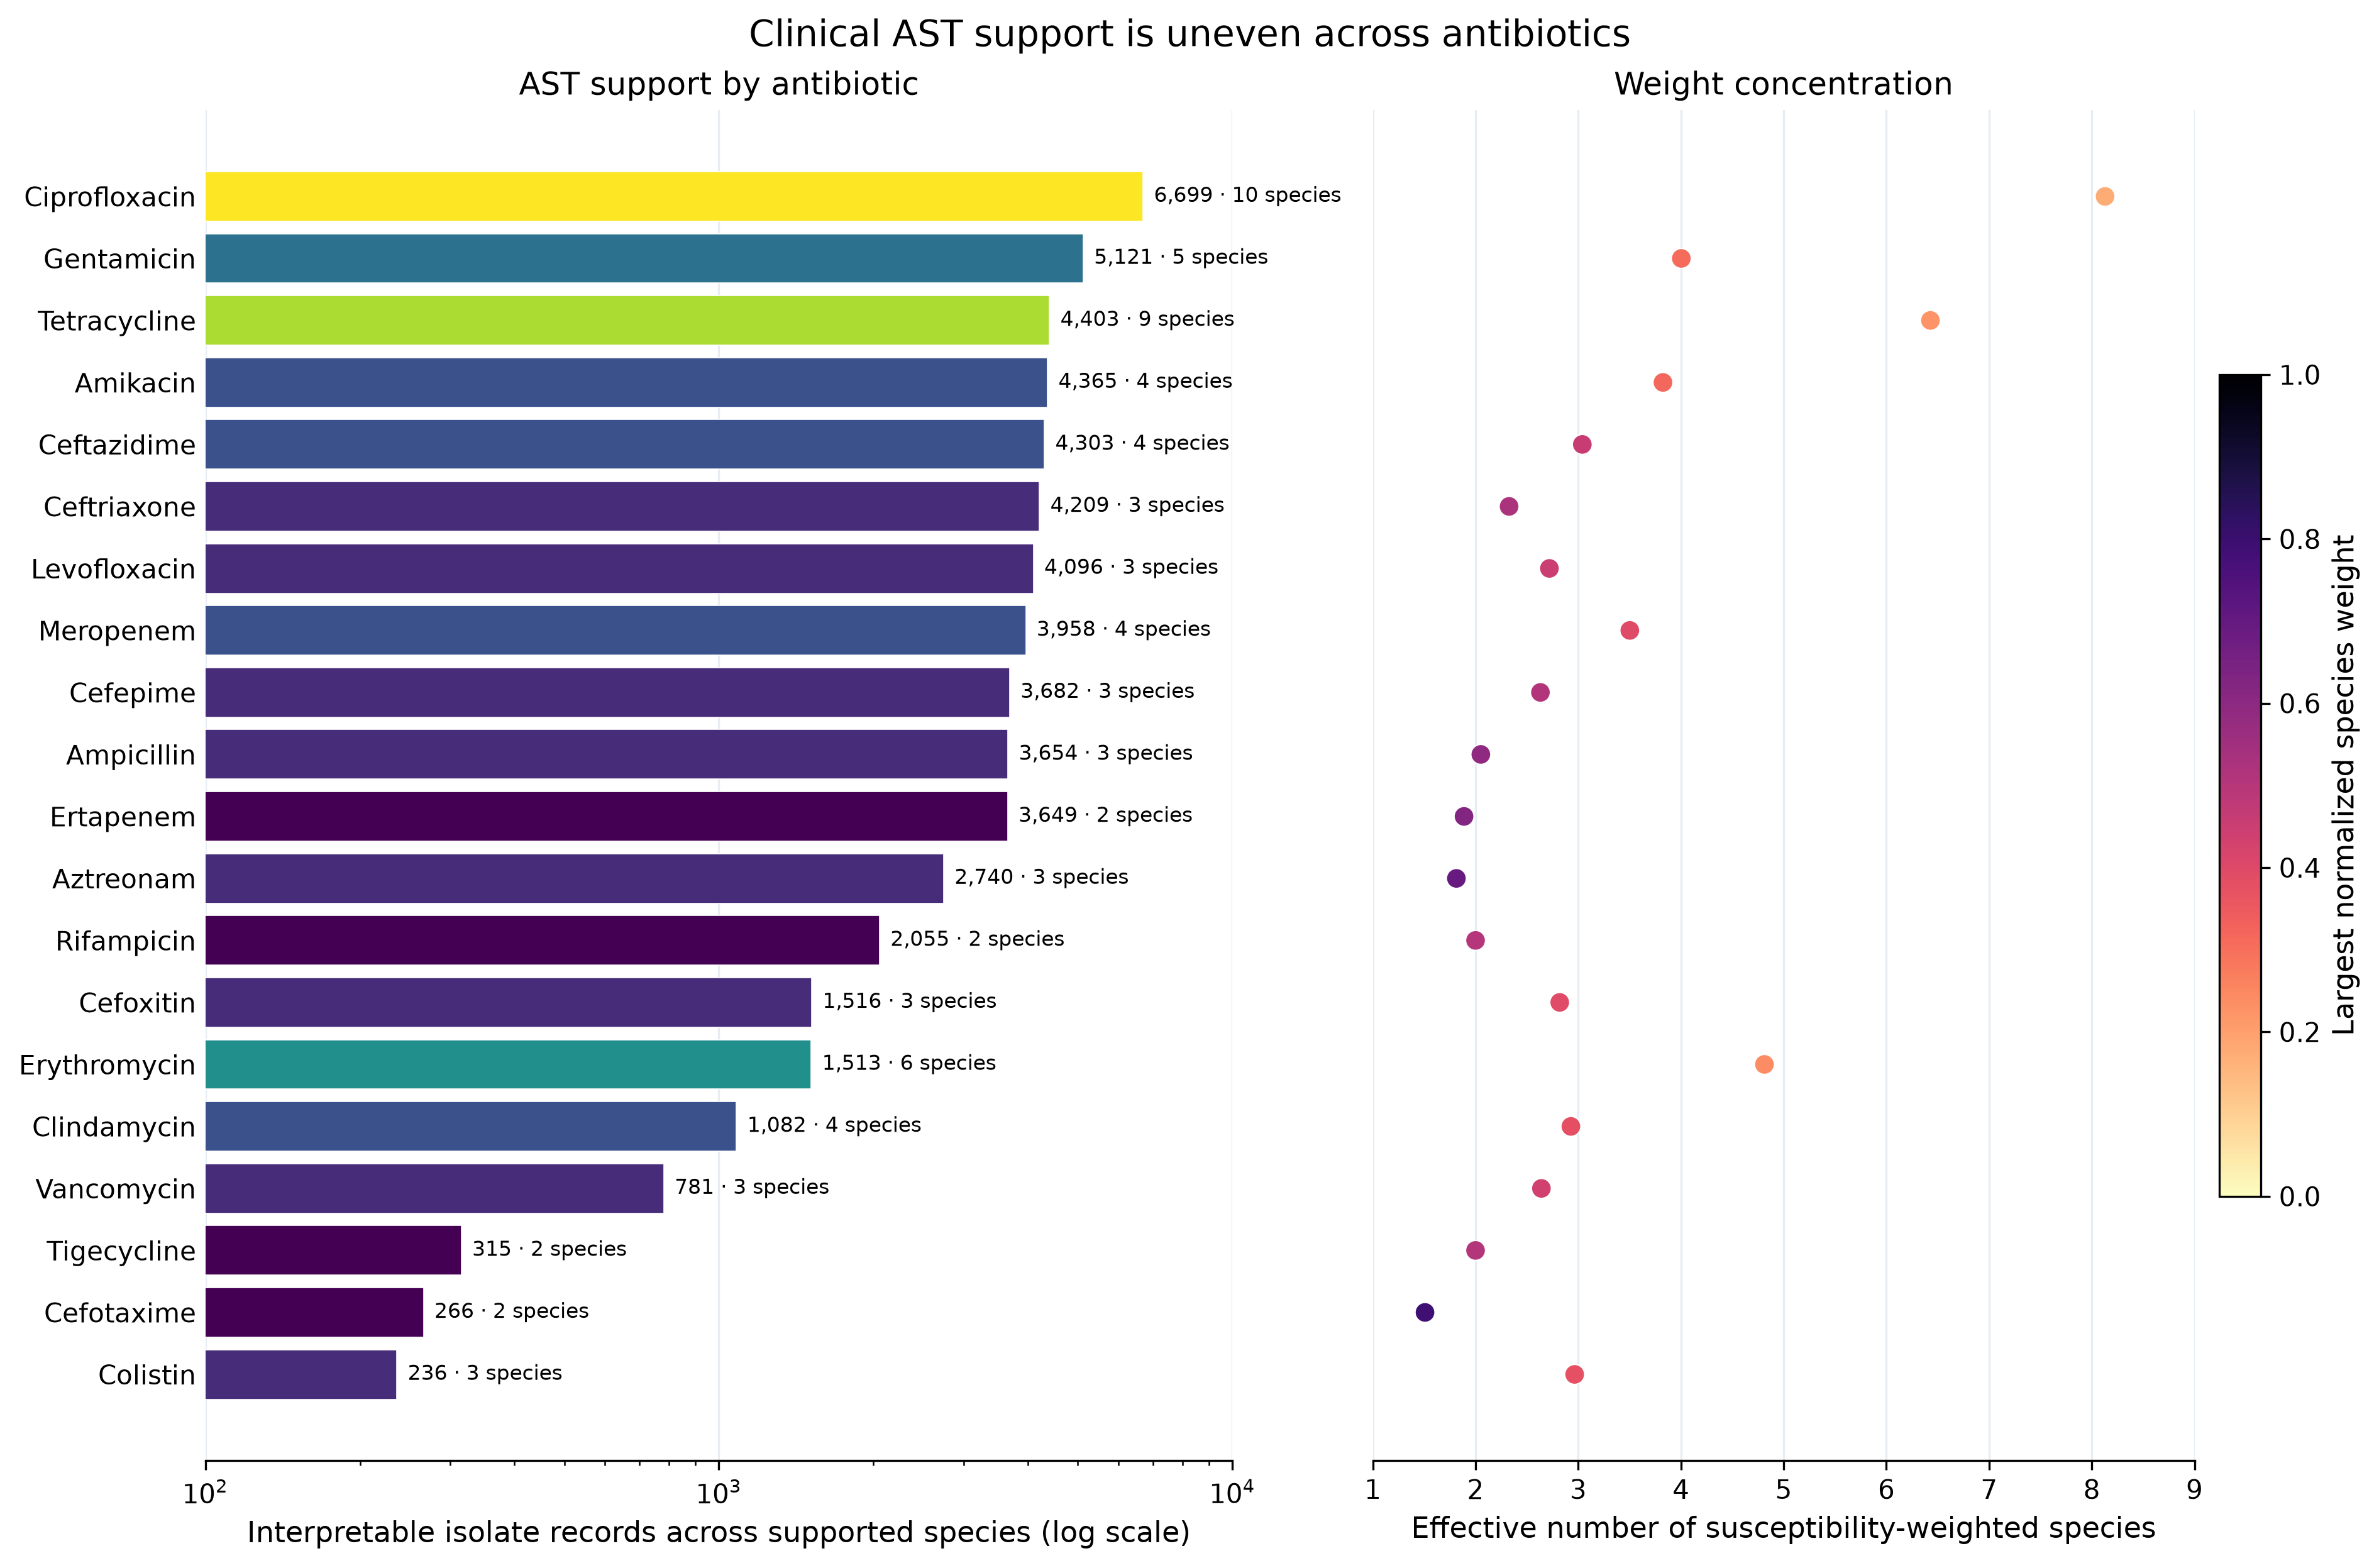 Clinical AST support is uneven across antibiotics
AST support by antibiotic
Ciprofloxacin
6,699 · 10 species
Gentamicin
5,121 · 5 species
Tetracycline
4,403 · 9 species
Amikacin
4,365 · 4 species
Ceftazidime
4,303 · 4 species
Ceftriaxone
4,209 · 3 species
Levofloxacin
4,096 · 3 species
Meropenem
3,958 · 4 species
Cefepime
3,682 · 3 species
Ampicillin
3,654 · 3 species
Ertapenem
3,649 · 2 species
Aztreonam
2,740 · 3 species
Rifampicin
2,055 · 2 species
Cefoxitin
1,516 · 3 species
Erythromycin
1,513 · 6 species
Clindamycin
1,082 · 4 species
Vancomycin
781 · 3 species
Tigecycline
315 · 2 species
Cefotaxime
266 · 2 species
Colistin
236 · 3 species
10² 10³ 10⁴
Interpretable isolate records across supported species (log scale)
Weight concentration
1 2 3 4 5 6 7 8 9
Effective number of susceptibility-weighted species
1.0
0.8
0.6
0.4
0.2
0.0
Largest normalized species weight